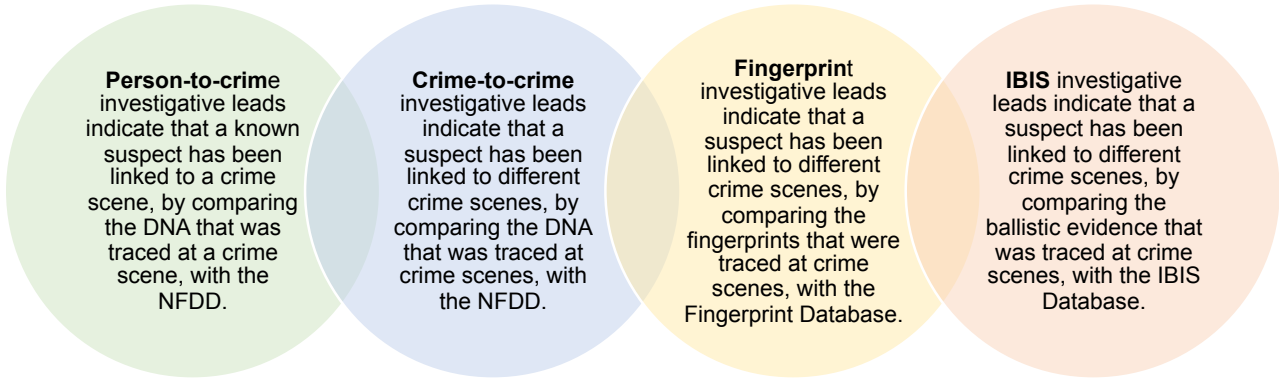 Person-to-crime
investigative leads
indicate that a known
suspect has been
linked to a crime
scene, by comparing
the DNA that was
traced at a crime
scene, with the
NFDD.
Crime-to-crime
investigative leads
indicate that a
suspect has been
linked to different
crime scenes, by
comparing the DNA
that was traced at
crime scenes, with
the NFDD.
Fingerprint
investigative leads
indicate that a
suspect has been
linked to different
crime scenes, by
comparing the
fingerprints that were
traced at crime
scenes, with the
Fingerprint Database.
IBIS investigative
leads indicate that a
suspect has been
linked to different
crime scenes, by
comparing the
ballistic evidence that
was traced at crime
scenes, with the IBIS
Database.